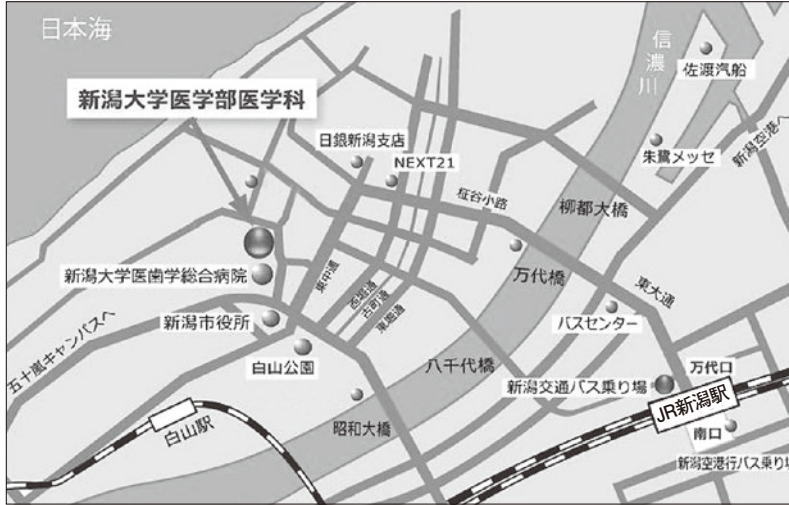 日本海
信濃川
佐渡汽船
新潟大学医学部医学科
日銀新潟支店
NEXT21
朱鷺メッセ
新潟空港へ
柾谷小路
柳都大橋
新潟大学医歯学総合病院
東中通
西堀通
古町通
東堀通
万代橋
東大通
バスセンター
新潟市役所
五十嵐キャンパスへ
白山公園
八千代橋
新潟交通バス乗り場
万代口
JR新潟駅
白山駅
昭和大橋
南口
新潟空港行バス乗り場